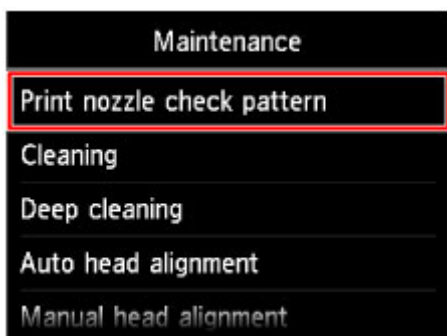 Maintenance
Print nozzle check pattern
Cleaning
Deep cleaning
Auto head alignment
Manual head alignment